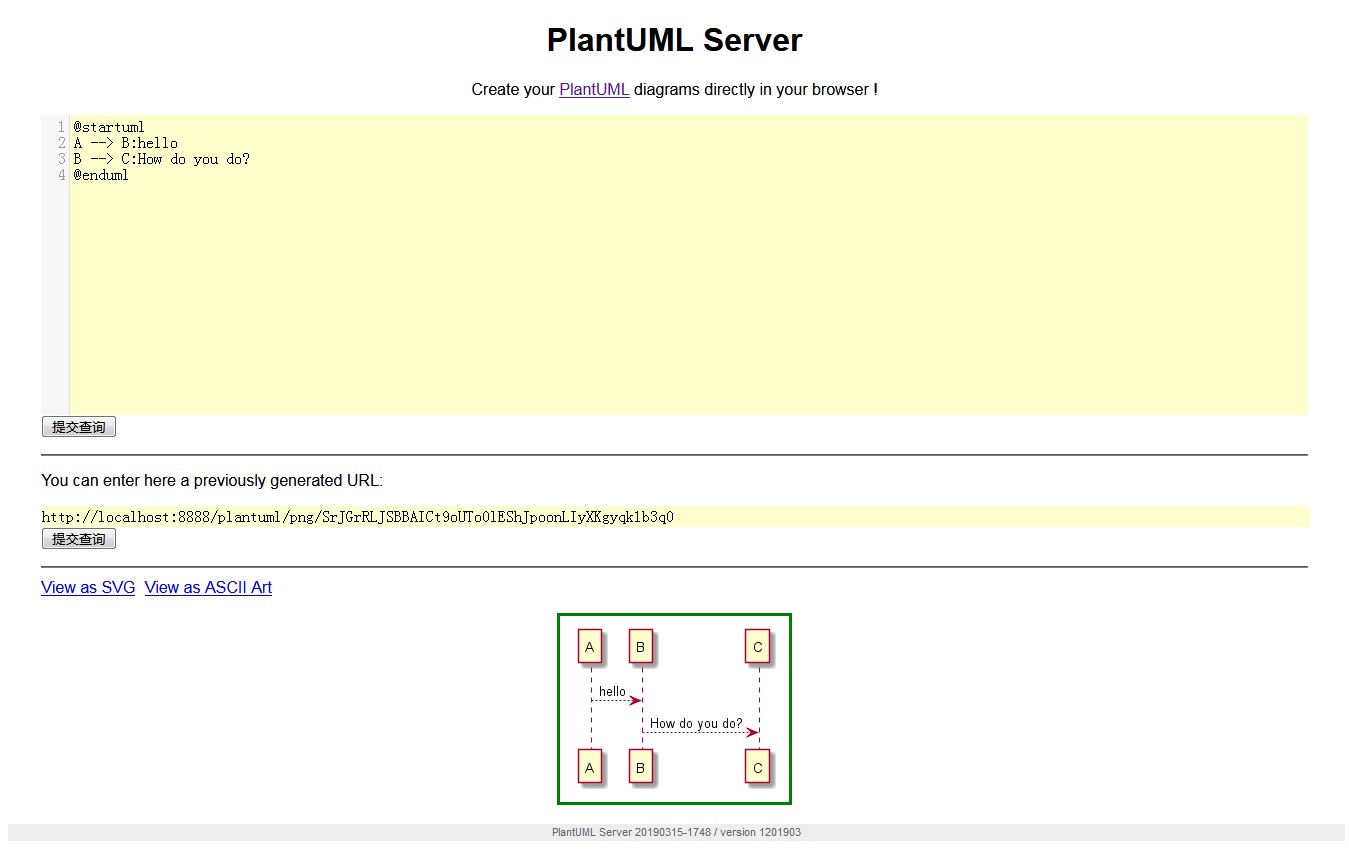 PlantUML Server
Create your PlantUML diagrams directly in your browser !
1 @startuml
2 A --> B:hello
3 B --> C:How do you do?
4 @enduml
提交查询
You can enter here a previously generated URL:
http://localhost:8888/plantuml/png/SrJGrRLJSBBAICt9oUTo0lEShJpoonLIyXKgyqk1b3q0
提交查询
View as SVG View as ASCII Art
A B C
hello
How do you do?
A B C
PlantUML Server 20190315-1748 / version 1201903